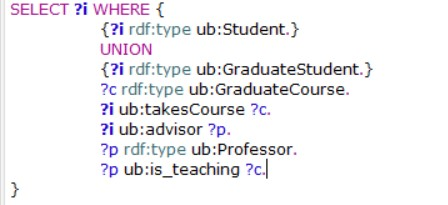 SELECT ?i WHERE {
{?i rdf:type ub:Student.}
UNION
{?i rdf:type ub:GraduateStudent.}
?c rdf:type ub:GraduateCourse.
?i ub:takesCourse ?c.
?i ub:advisor ?p.
?p rdf:type ub:Professor.
?p ub:is_teaching ?c.
}